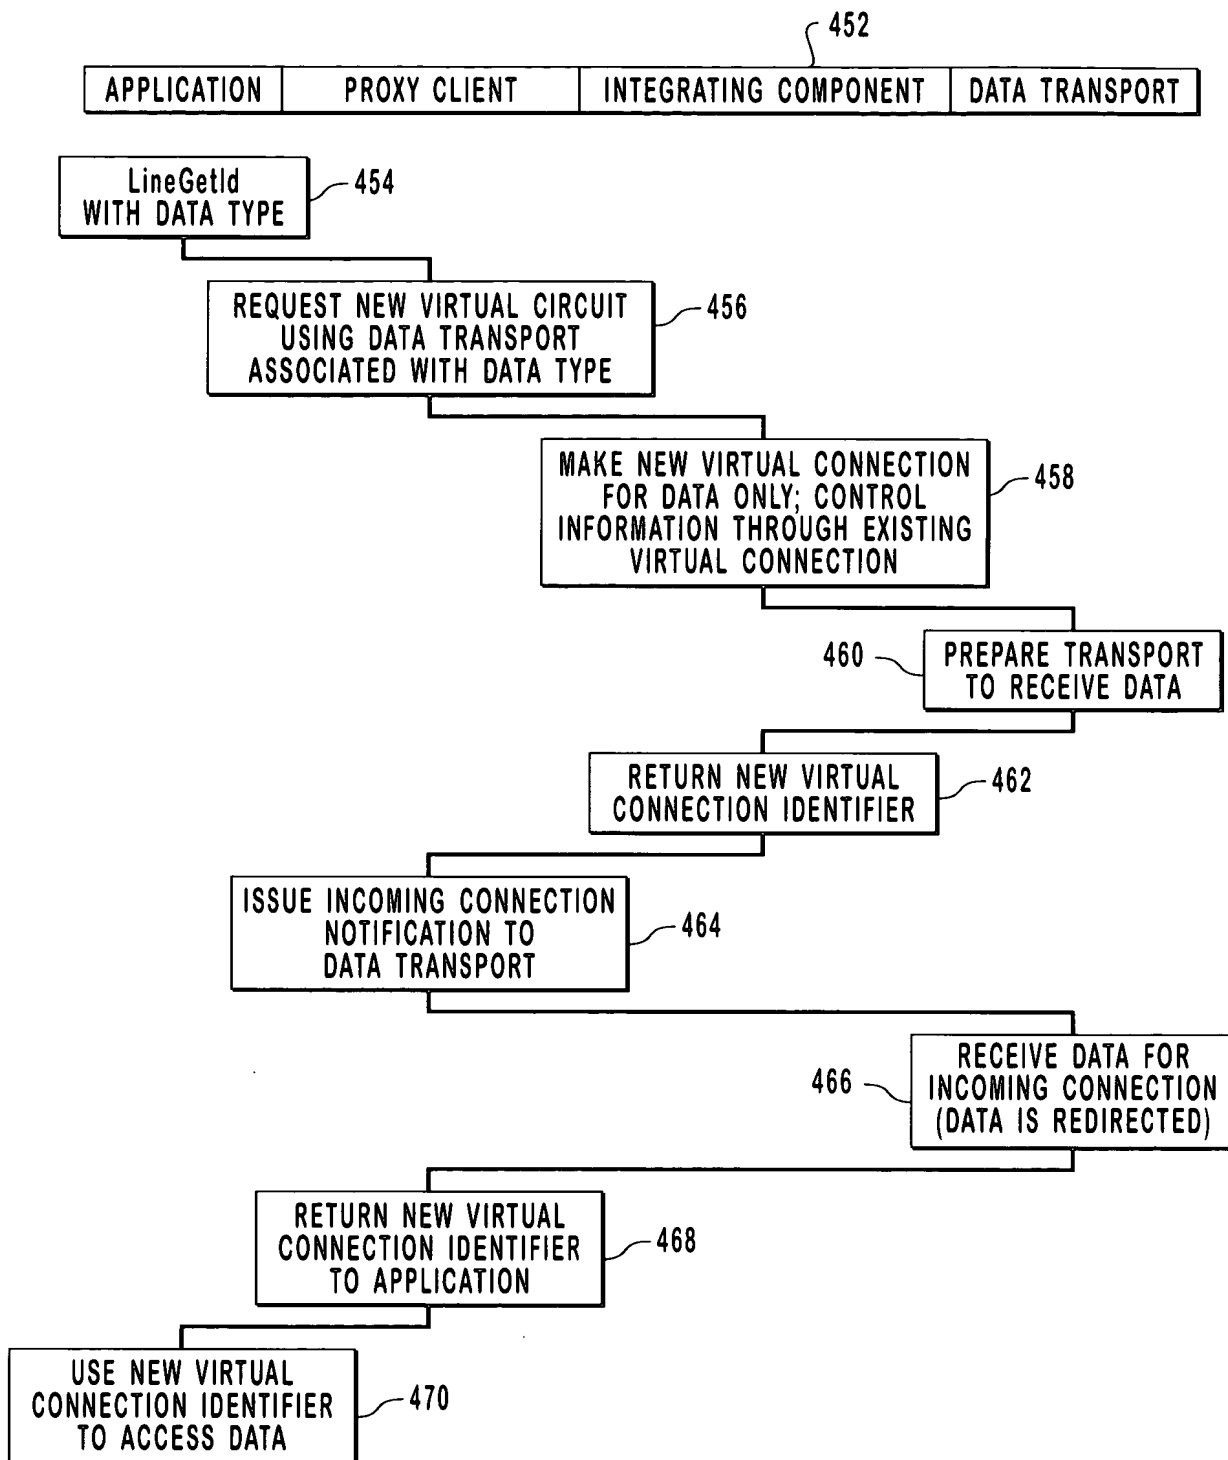 452
APPLICATION PROXY CLIENT INTEGRATING COMPONENT DATA TRANSPORT
LineGetId
WITH DATA TYPE
454
REQUEST NEW VIRTUAL CIRCUIT
USING DATA TRANSPORT
ASSOCIATED WITH DATA TYPE
456
MAKE NEW VIRTUAL CONNECTION
FOR DATA ONLY; CONTROL
INFORMATION THROUGH EXISTING
VIRTUAL CONNECTION
458
460
PREPARE TRANSPORT
TO RECEIVE DATA
RETURN NEW VIRTUAL
CONNECTION IDENTIFIER
462
ISSUE INCOMING CONNECTION
NOTIFICATION TO
DATA TRANSPORT
464
466
RECEIVE DATA FOR
INCOMING CONNECTION
(DATA IS REDIRECTED)
RETURN NEW VIRTUAL
CONNECTION IDENTIFIER
TO APPLICATION
468
USE NEW VIRTUAL
CONNECTION IDENTIFIER
TO ACCESS DATA
470